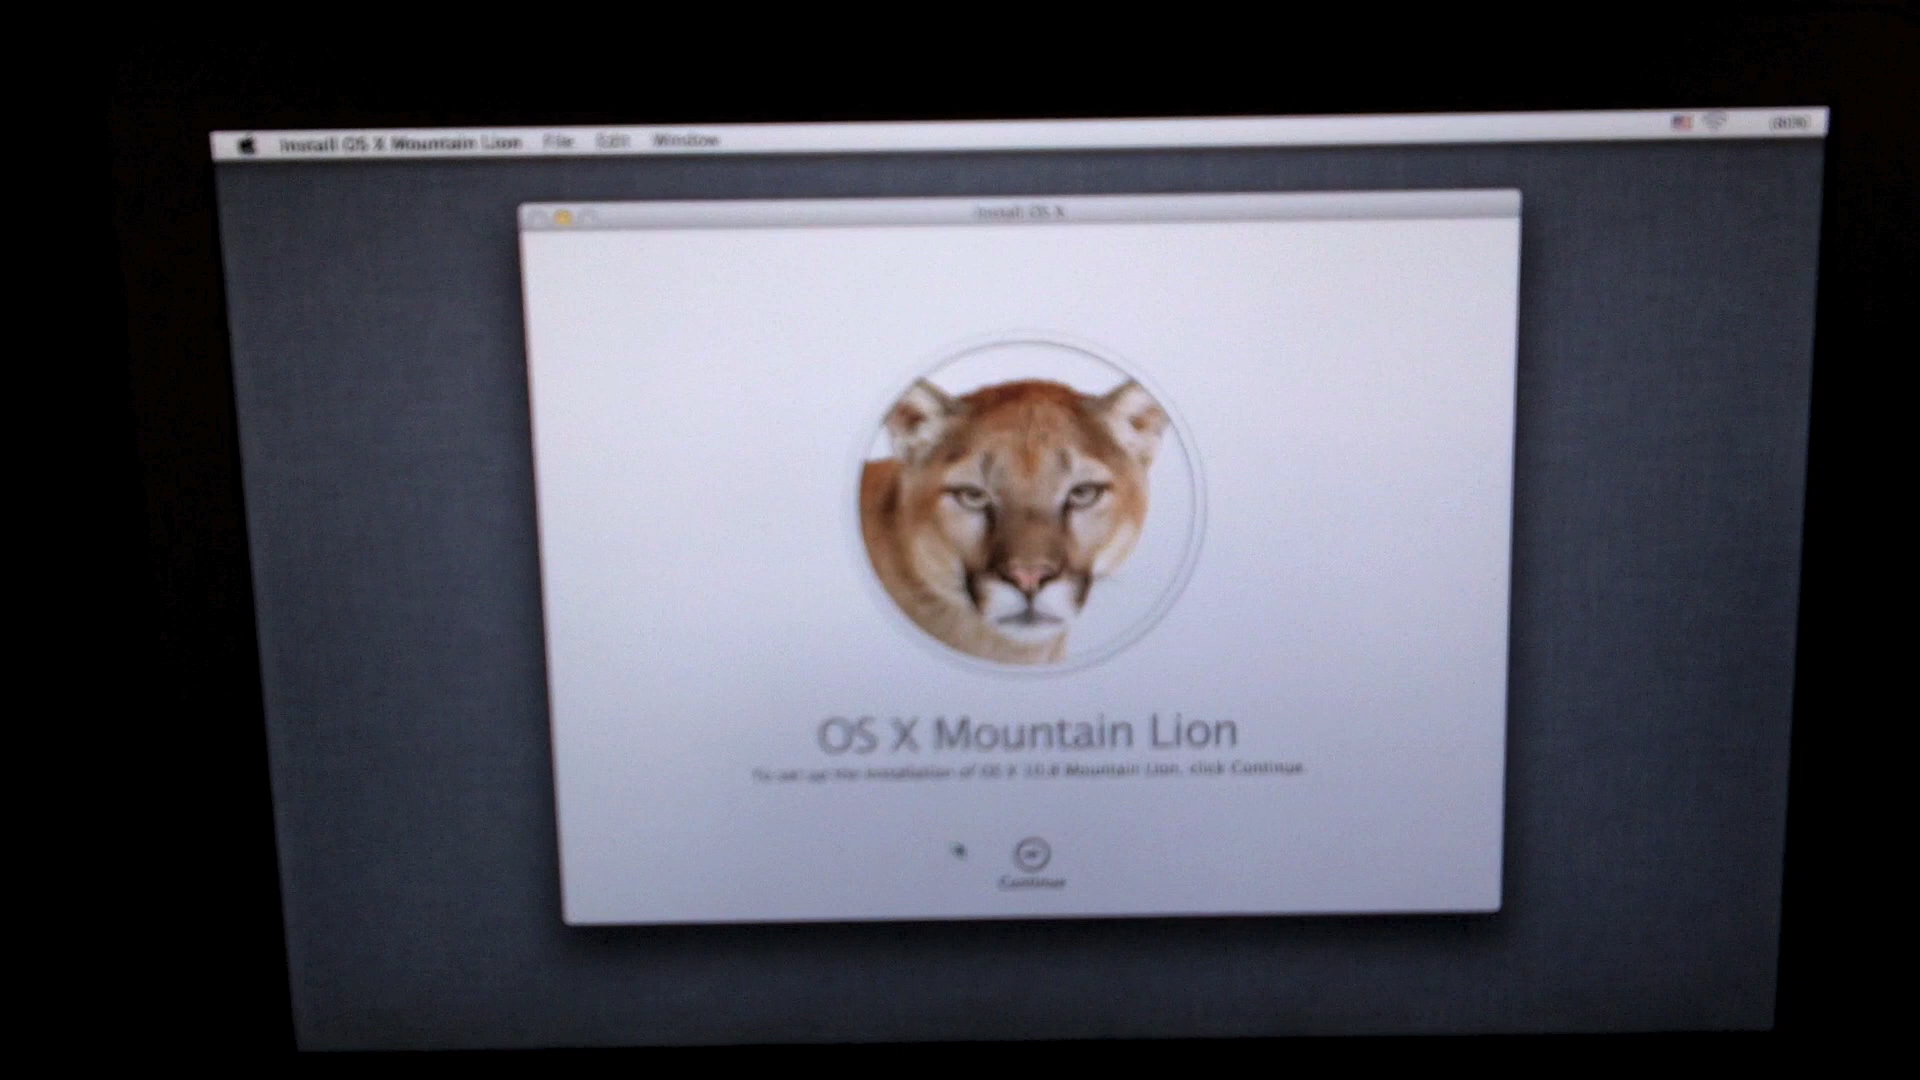 Install OS X Mountain Lion File Edit Window (80%)
Install OS X
OS X Mountain Lion
To set up the installation of OS X 10.8 Mountain Lion, click Continue.
Continue